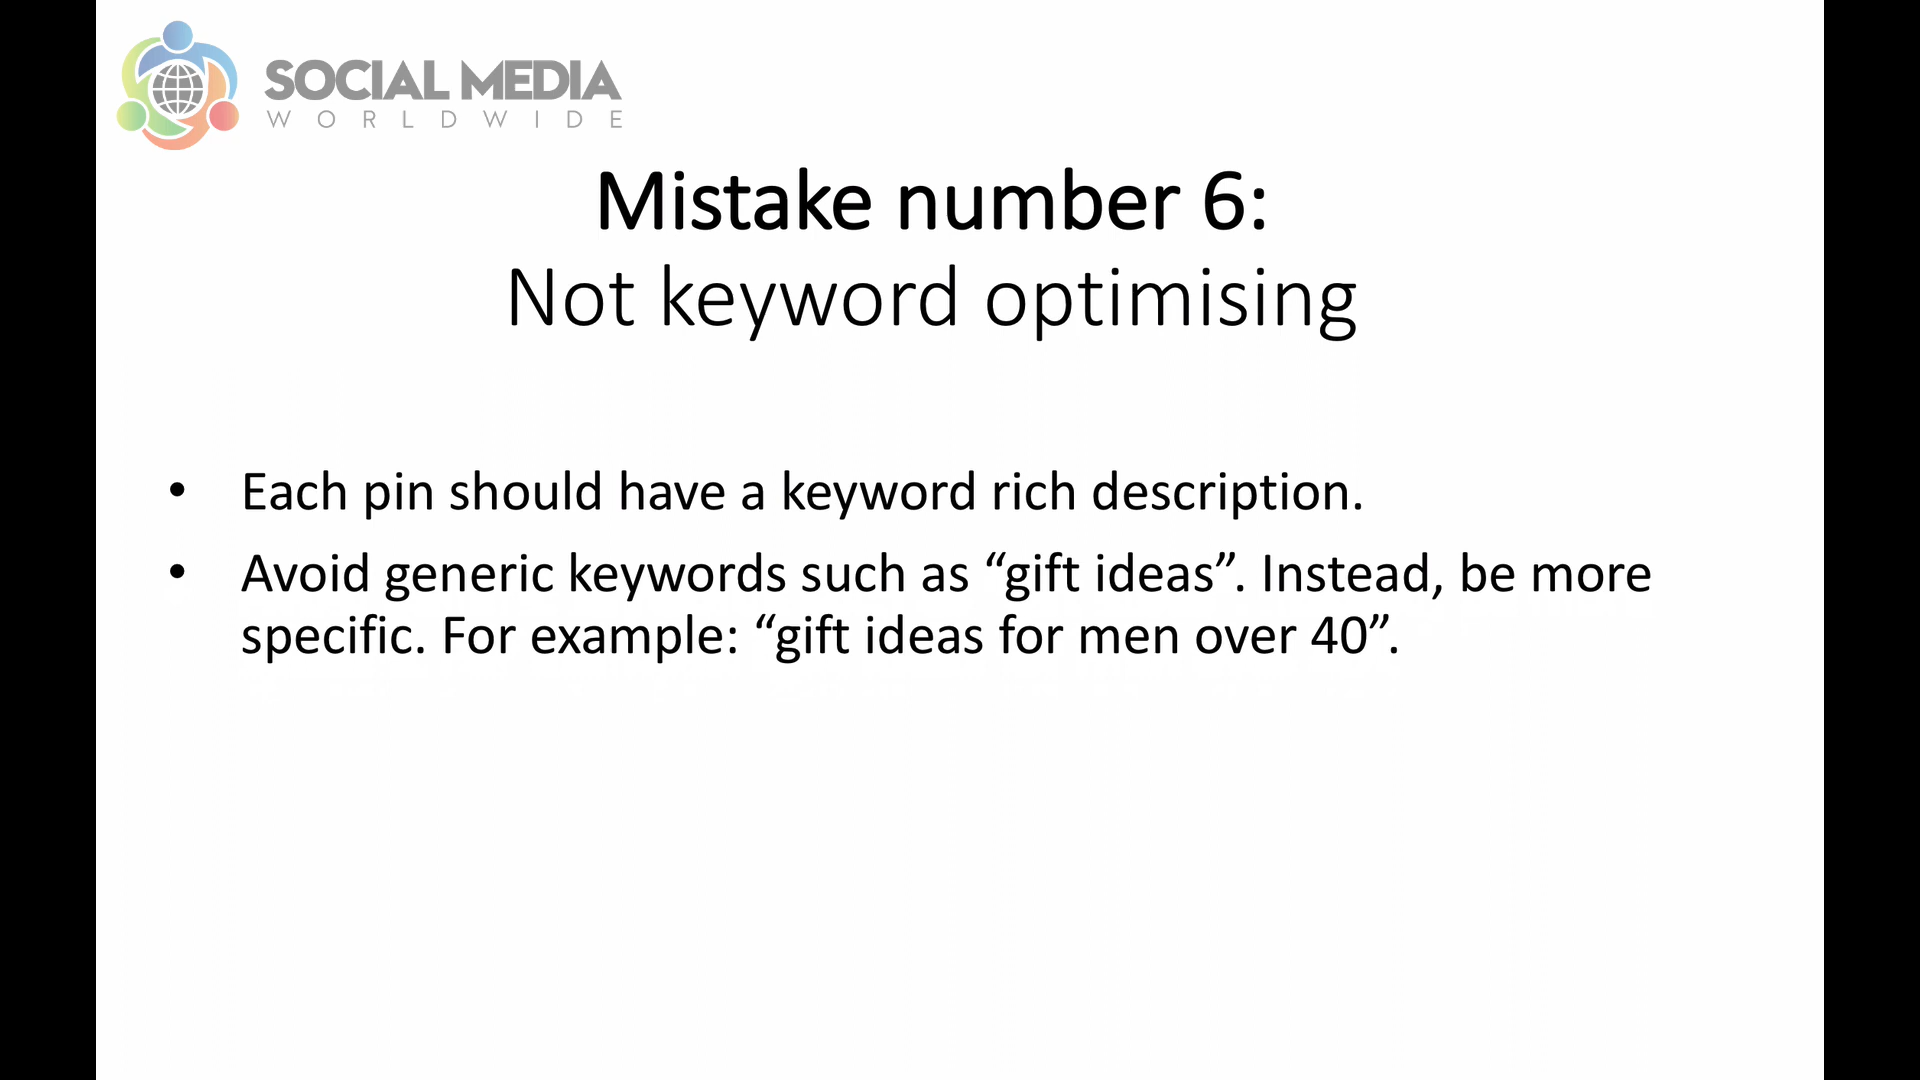 SOCIAL MEDIA
WORLDWIDE
Mistake number 6:
Not keyword optimising
• Each pin should have a keyword rich description.
• Avoid generic keywords such as “gift ideas”. Instead, be more
specific. For example: “gift ideas for men over 40”.